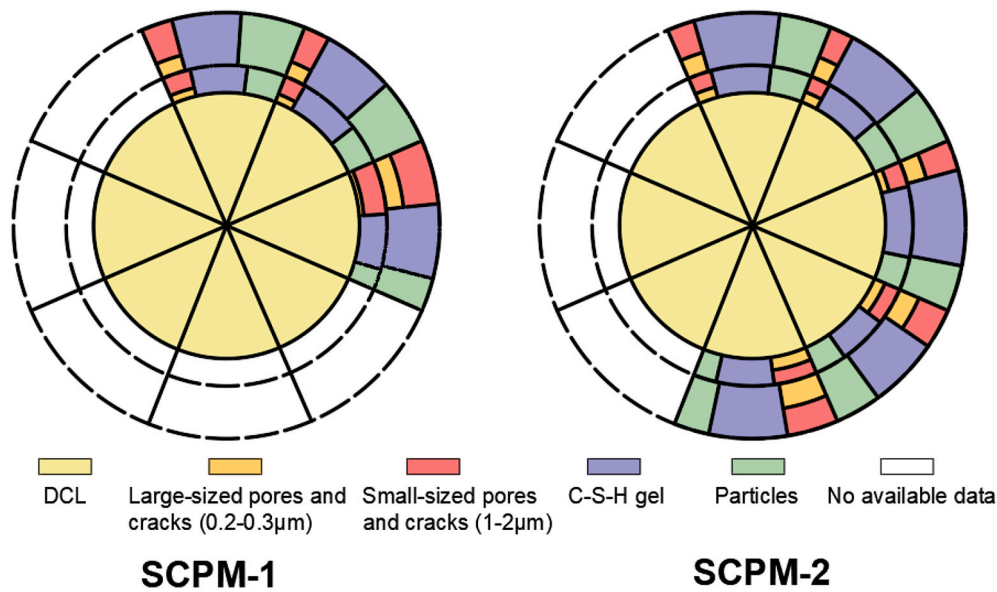 DCL
Large-sized pores and
cracks (0.2-0.3μm)
Small-sized pores
and cracks (1-2μm)
C-S-H gel
Particles
No available data
SCPM-1
SCPM-2